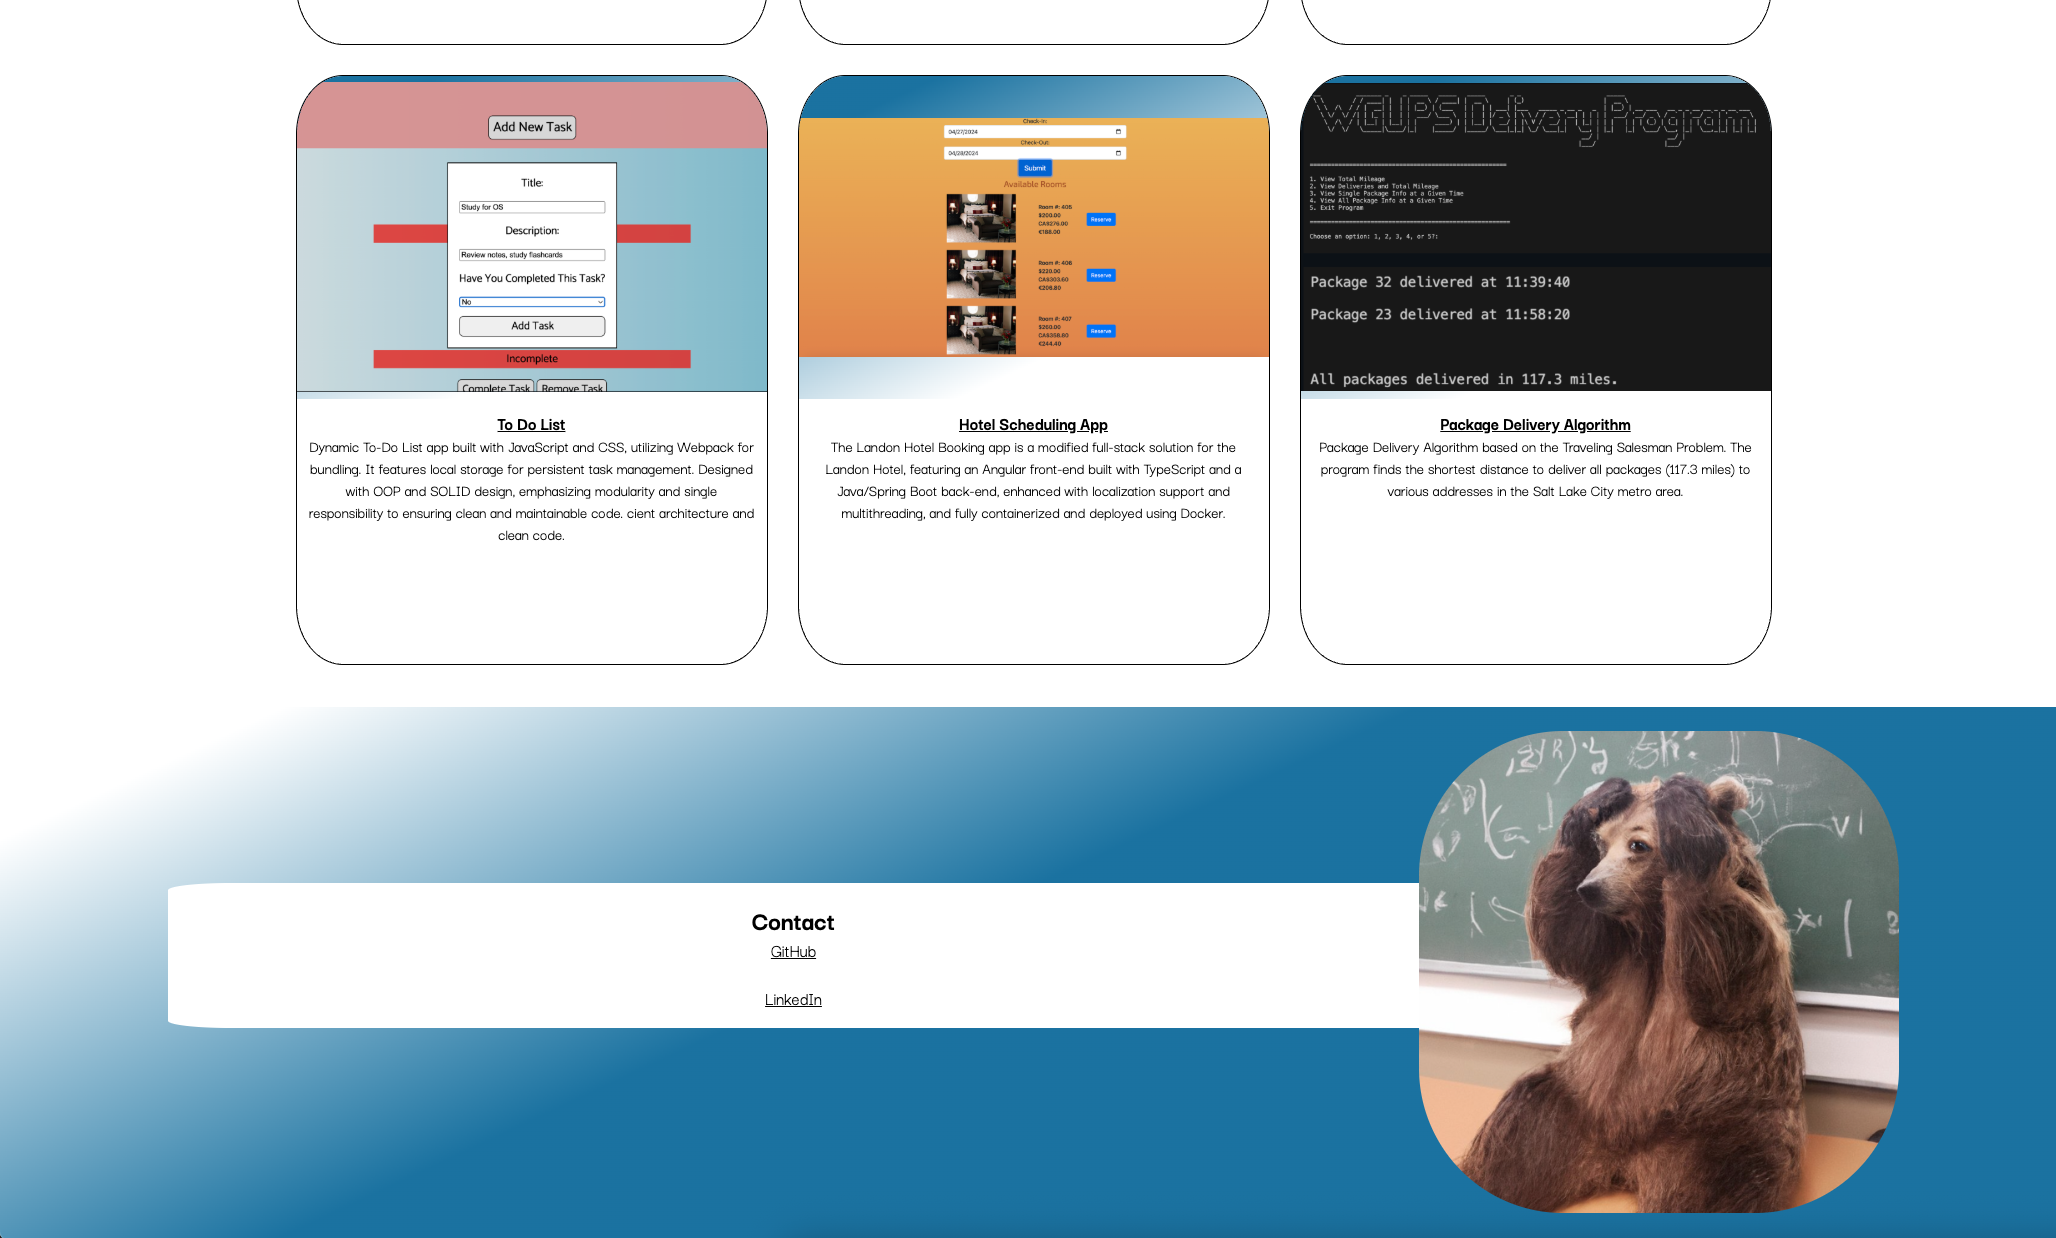 Add New Task
Title:
Study for OS
Description:
Review notes, study flashcards
Have You Completed This Task?
No
Add Task
Incomplete
Complete Task Remove Task
To Do List
Dynamic To-Do List app built with JavaScript and CSS, utilizing Webpack for
bundling. It features local storage for persistent task management. Designed
with OOP and SOLID design, emphasizing modularity and single
responsibility to ensuring clean and maintainable code. cient architecture and
clean code.
Check-In:
04/27/2024
Check-Out:
04/28/2024
Submit
Available Rooms
Room #: 405
$200.00
CA$276.00
€188.00
Reserve
Room #: 406
$220.00
CA$303.60
€206.80
Reserve
Room #: 407
$260.00
CA$358.80
€244.40
Reserve
Hotel Scheduling App
The Landon Hotel Booking app is a modified full-stack solution for the
Landon Hotel, featuring an Angular front-end built with TypeScript and a
Java/Spring Boot back-end, enhanced with localization support and
multithreading, and fully containerized and deployed using Docker.
WGUPS Delivery Program
1. View Total Mileage
2. View Deliveries and Total Mileage
3. View Single Package Info at a Given Time
4. View All Package Info at a Given Time
5. Exit Program
Choose an option: 1, 2, 3, 4, or 5?:
Package 32 delivered at 11:39:40
Package 23 delivered at 11:58:20
All packages delivered in 117.3 miles.
Package Delivery Algorithm
Package Delivery Algorithm based on the Traveling Salesman Problem. The
program finds the shortest distance to deliver all packages (117.3 miles) to
various addresses in the Salt Lake City metro area.
Contact
GitHub
LinkedIn